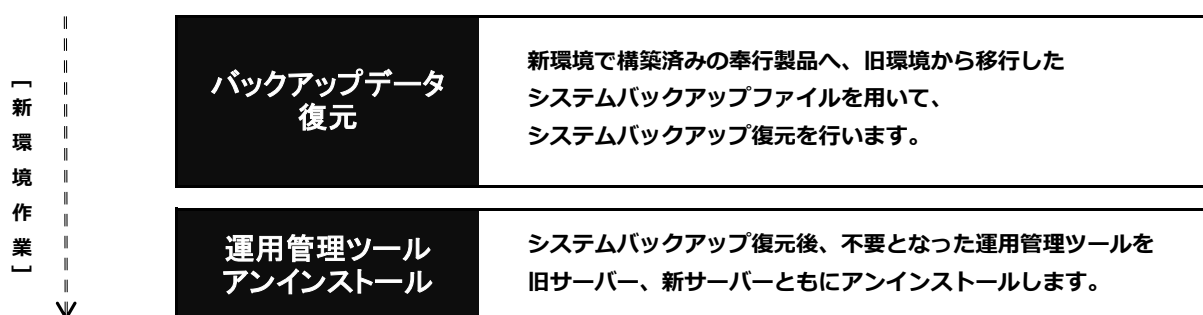 [新環境作業]
バックアップデータ
復元
新環境で構築済みの奉行製品へ、旧環境から移行した
システムバックアップファイルを用いて、
システムバックアップ復元を行います。
運用管理ツール
アンインストール
システムバックアップ復元後、不要となった運用管理ツールを
旧サーバー、新サーバーともにアンインストールします。